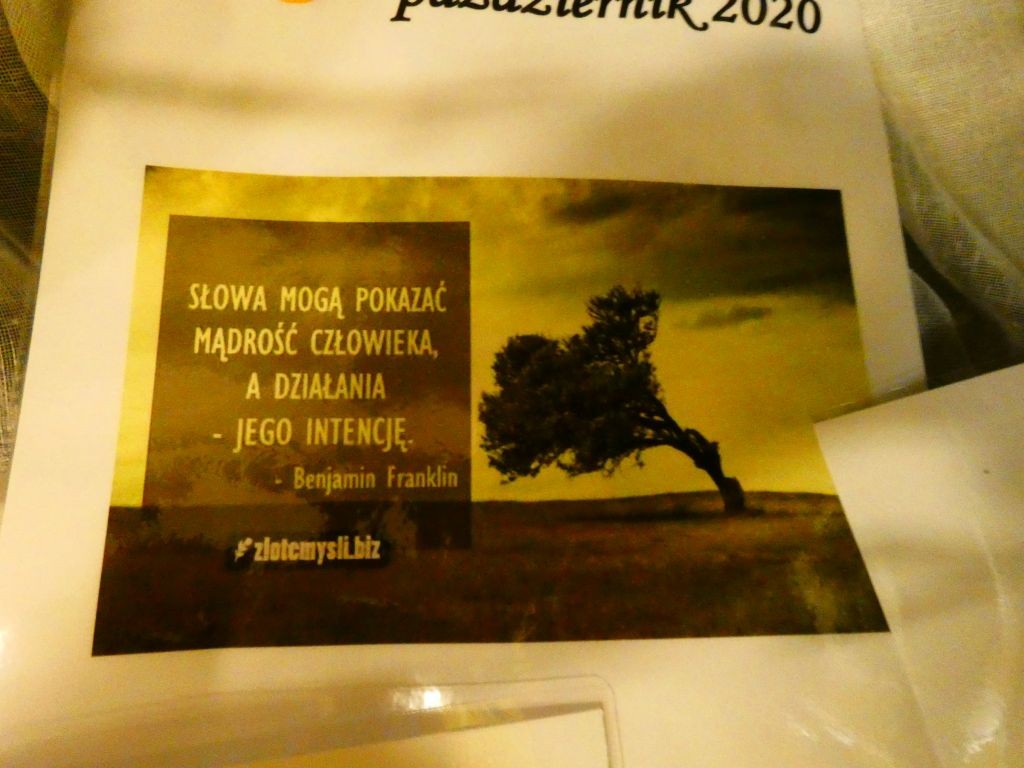 październik 2020
SŁOWA MOGĄ POKAZAĆ
MĄDROŚĆ CZŁOWIEKA,
A DZIAŁANIA
- JEGO INTENCJĘ.
- Benjamin Franklin
zlotemysli.biz